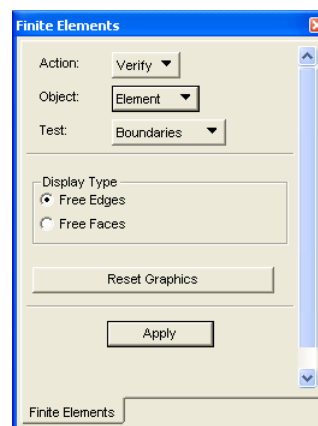 Finite Elements
Action: Verify
Object: Element
Test: Boundaries
Display Type
Free Edges
Free Faces
Reset Graphics
Apply
Finite Elements